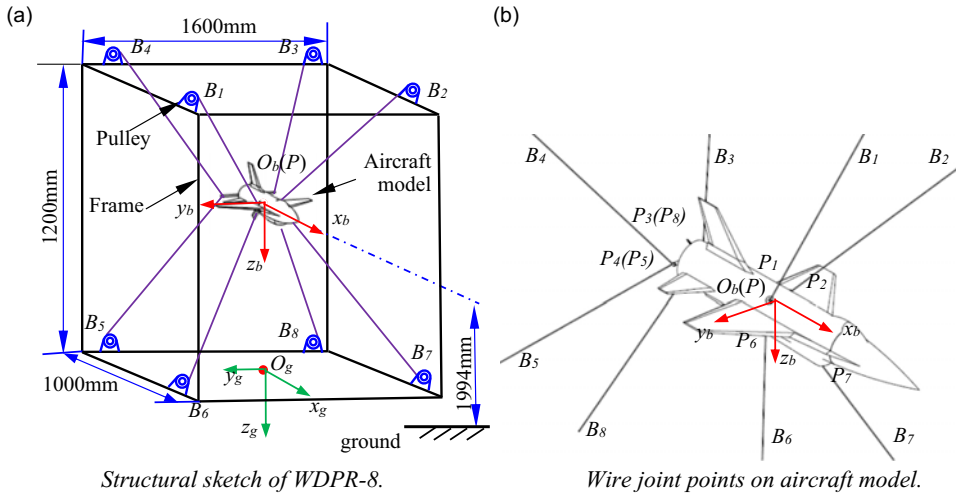 (a)
1600mm
B4
B3
B1
B2
Pulley
Ob(P)
Aircraft
model
Frame
1200mm
yb
xb
zb
B5
B8
B7
1000mm
Og
yg
B6
xg
zg
1994mm
ground
Structural sketch of WDPR-8.
(b)
B4
B3
B1
B2
P3(P8)
P4(P5)
P1
P2
Ob(P)
yb
xb
P6
zb
P7
B5
B8
B6
B7
Wire joint points on aircraft model.